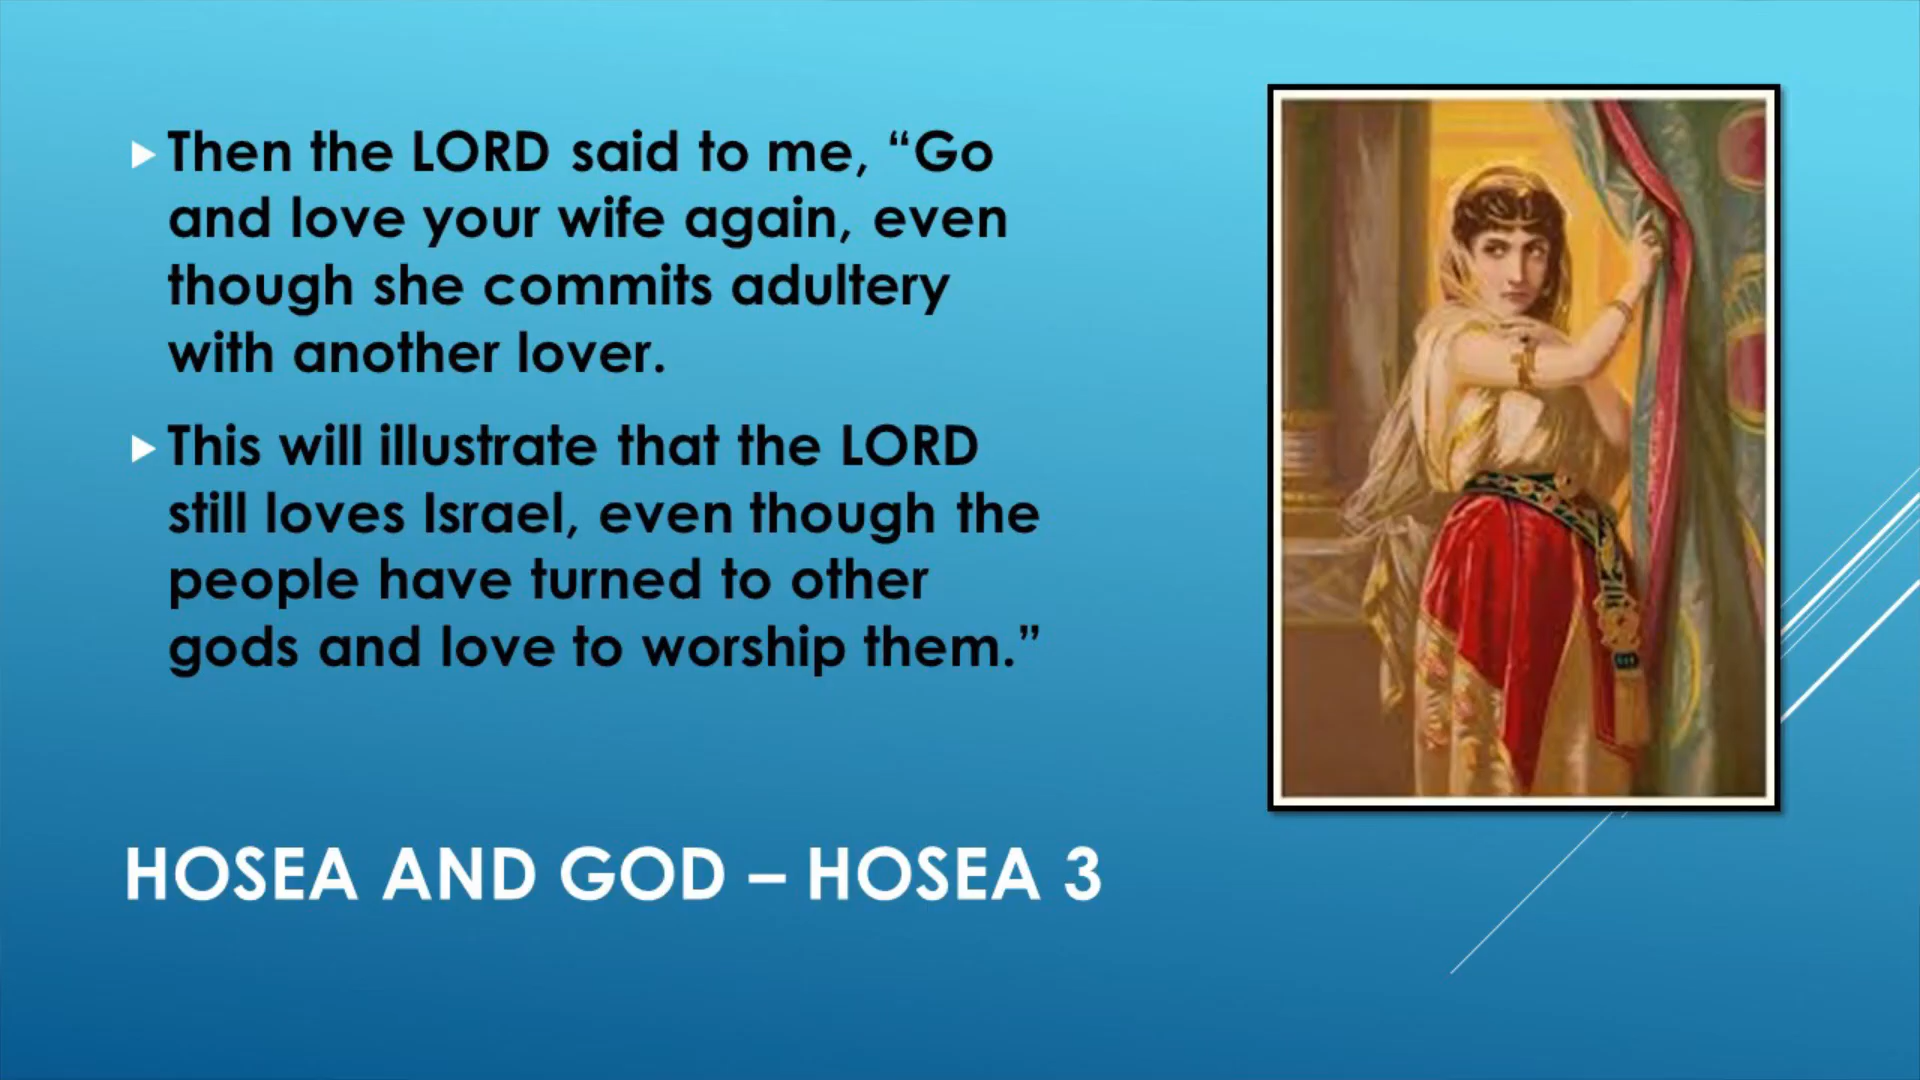 Then the LORD said to me, “Go
and love your wife again, even
though she commits adultery
with another lover.
This will illustrate that the LORD
still loves Israel, even though the
people have turned to other
gods and love to worship them.”
HOSEA AND GOD – HOSEA 3